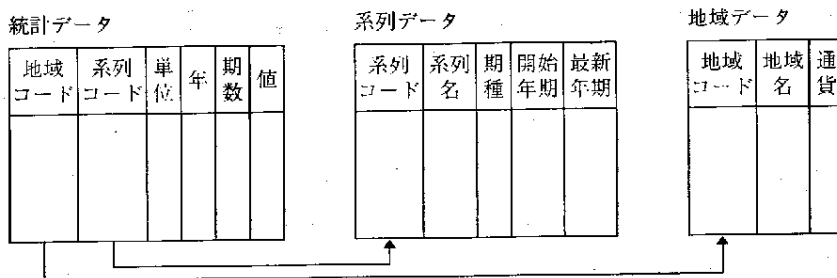 統計データ
地域コード
系列コード
単位
年
期数
値
系列データ
系列コード
系列名
期種
開始年期
最新年期
地域データ
地域コード
地域名
通貨